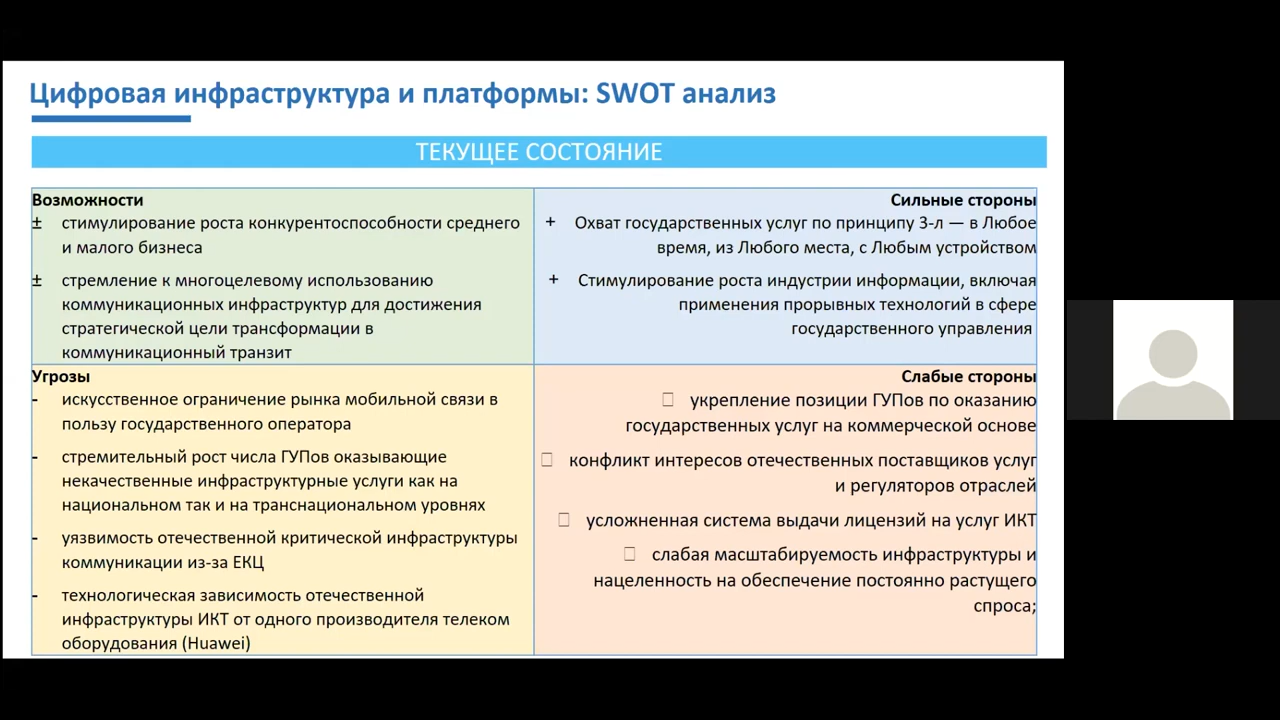 Цифровая инфраструктура и платформы: SWOT анализ
ТЕКУЩЕЕ СОСТОЯНИЕ
Возможности
± стимулирование роста конкурентоспособности среднего
и малого бизнеса
± стремление к многоцелевому использованию
коммуникационных инфраструктур для достижения
стратегической цели трансформации в
коммуникационный транзит
Сильные стороны
+ Охват государственных услуг по принципу 3-л — в Любое
время, из Любого места, с Любым устройством
+ Стимулирование роста индустрии информации, включая
применения прорывных технологий в сфере
государственного управления
Угрозы
- искусственное ограничение рынка мобильной связи в
пользу государственного оператора
- стремительный рост числа ГУПов оказывающие
некачественные инфраструктурные услуги как на
национальном так и на транснациональном уровнях
- уязвимость отечественной критической инфраструктуры
коммуникации из-за ЕКЦ
- технологическая зависимость отечественной
инфраструктуры ИКТ от одного производителя телеком
оборудования (Huawei)
Слабые стороны
укрепление позиции ГУПов по оказанию
государственных услуг на коммерческой основе
конфликт интересов отечественных поставщиков услуг
и регуляторов отраслей
усложненная система выдачи лицензий на услуг ИКТ
слабая масштабируемость инфраструктуры и
нацеленность на обеспечение постоянно растущего
спроса;